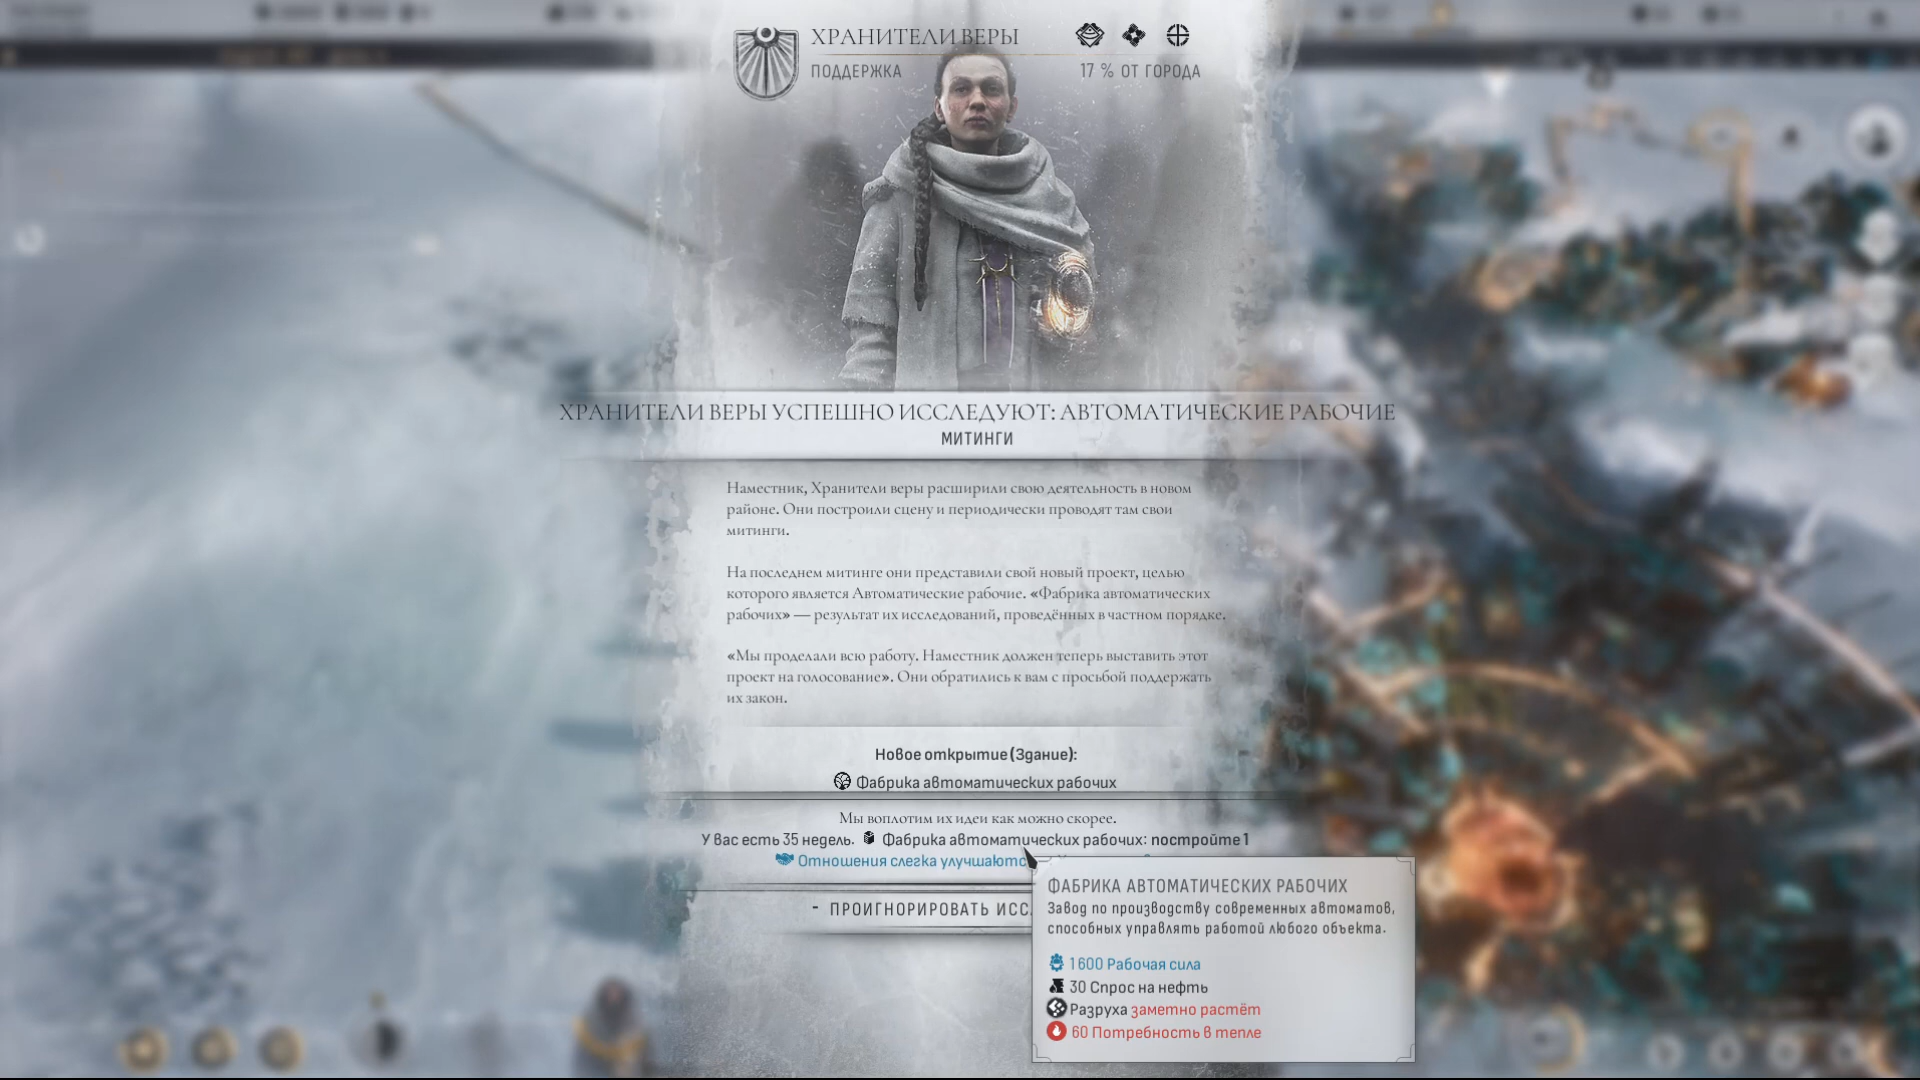 ХРАНИТЕЛИ ВЕРЫ
ПОДДЕРЖКА
17 % ОТ ГОРОДА
ХРАНИТЕЛИ ВЕРЫ УСПЕШНО ИССЛЕДУЮТ: АВТОМАТИЧЕСКИЕ РАБОЧИЕ
МИТИНГИ
Наместник, Хранители веры расширили свою деятельность в новом
районе. Они построили сцену и периодически проводят там свои
митинги.
На последнем митинге они представили свой новый проект, целью
которого является Автоматические рабочие. «Фабрика автоматических
рабочих» — результат их исследований, проведённых в частном порядке.
«Мы проделали всю работу. Наместник должен теперь выставить этот
проект на голосование». Они обратились к вам с просьбой поддержать
их закон.
Новое открытие (Здание):
Фабрика автоматических рабочих
Мы воплотим их идеи как можно скорее.
У вас есть 35 недель. Фабрика автоматических рабочих: постройте 1
Отношения слегка улучшаютс
- ПРОИГНОРИРОВАТЬ ИСС
ФАБРИКА АВТОМАТИЧЕСКИХ РАБОЧИХ
Завод по производству современных автоматов,
способных управлять работой любого объекта.
1 600 Рабочая сила
30 Спрос на нефть
Разруха заметно растёт
60 Потребность в тепле